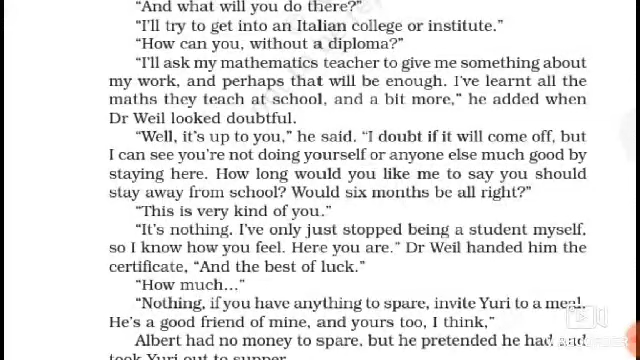 "And what will you do there?"
"I'll try to get into an Italian college or institute."
"How can you, without a diploma?"
"I'll ask my mathematics teacher to give me something about
my work, and perhaps that will be enough. I've learnt all the
maths they teach at school, and a bit more," he added when
Dr Weil looked doubtful.
"Well, it's up to you," he said. "I doubt if it will come off, but
I can see you're not doing yourself or anyone else much good by
staying here. How long would you like me to say you should
stay away from school? Would six months be all right?"
"This is very kind of you."
"It's nothing. I've only just stopped being a student myself,
so I know how you feel. Here you are." Dr Weil handed him the
certificate, "And the best of luck."
"How much..."
"Nothing, if you have anything to spare, invite Yuri to a meal.
He's a good friend of mine, and yours too, I think,"
Albert had no money to spare, but he pretended he had and
took Yuri out to supper.